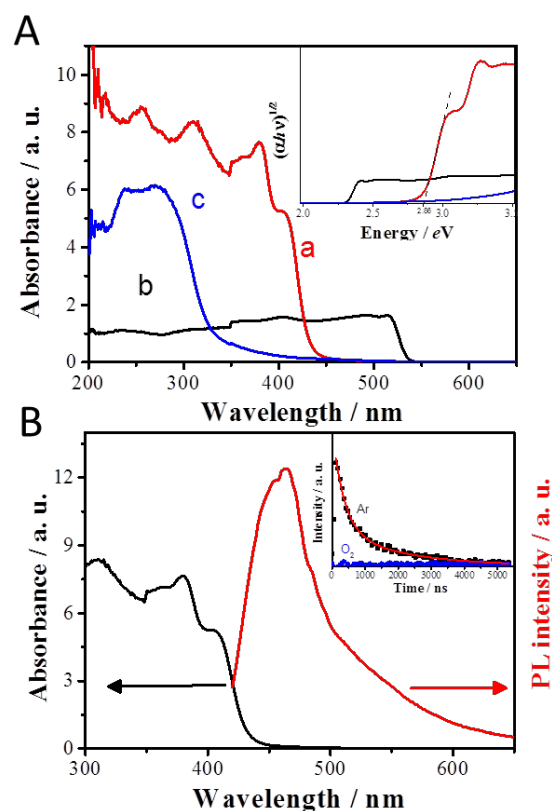 A
Absorbance / a. u.
10
8
6
4
2
0
a
b
c
200 300 400 500 600
Wavelength / nm
(αhν)1/2
2.0 2.5 2.86 3.0 3.5
Energy / eV
B
Absorbance / a. u.
12
9
6
3
0
300 400 500 600
Wavelength / nm
PL intensity / a. u.
Intensity / a. u.
Ar
O2
0 1000 2000 3000 4000 5000
Time / ns